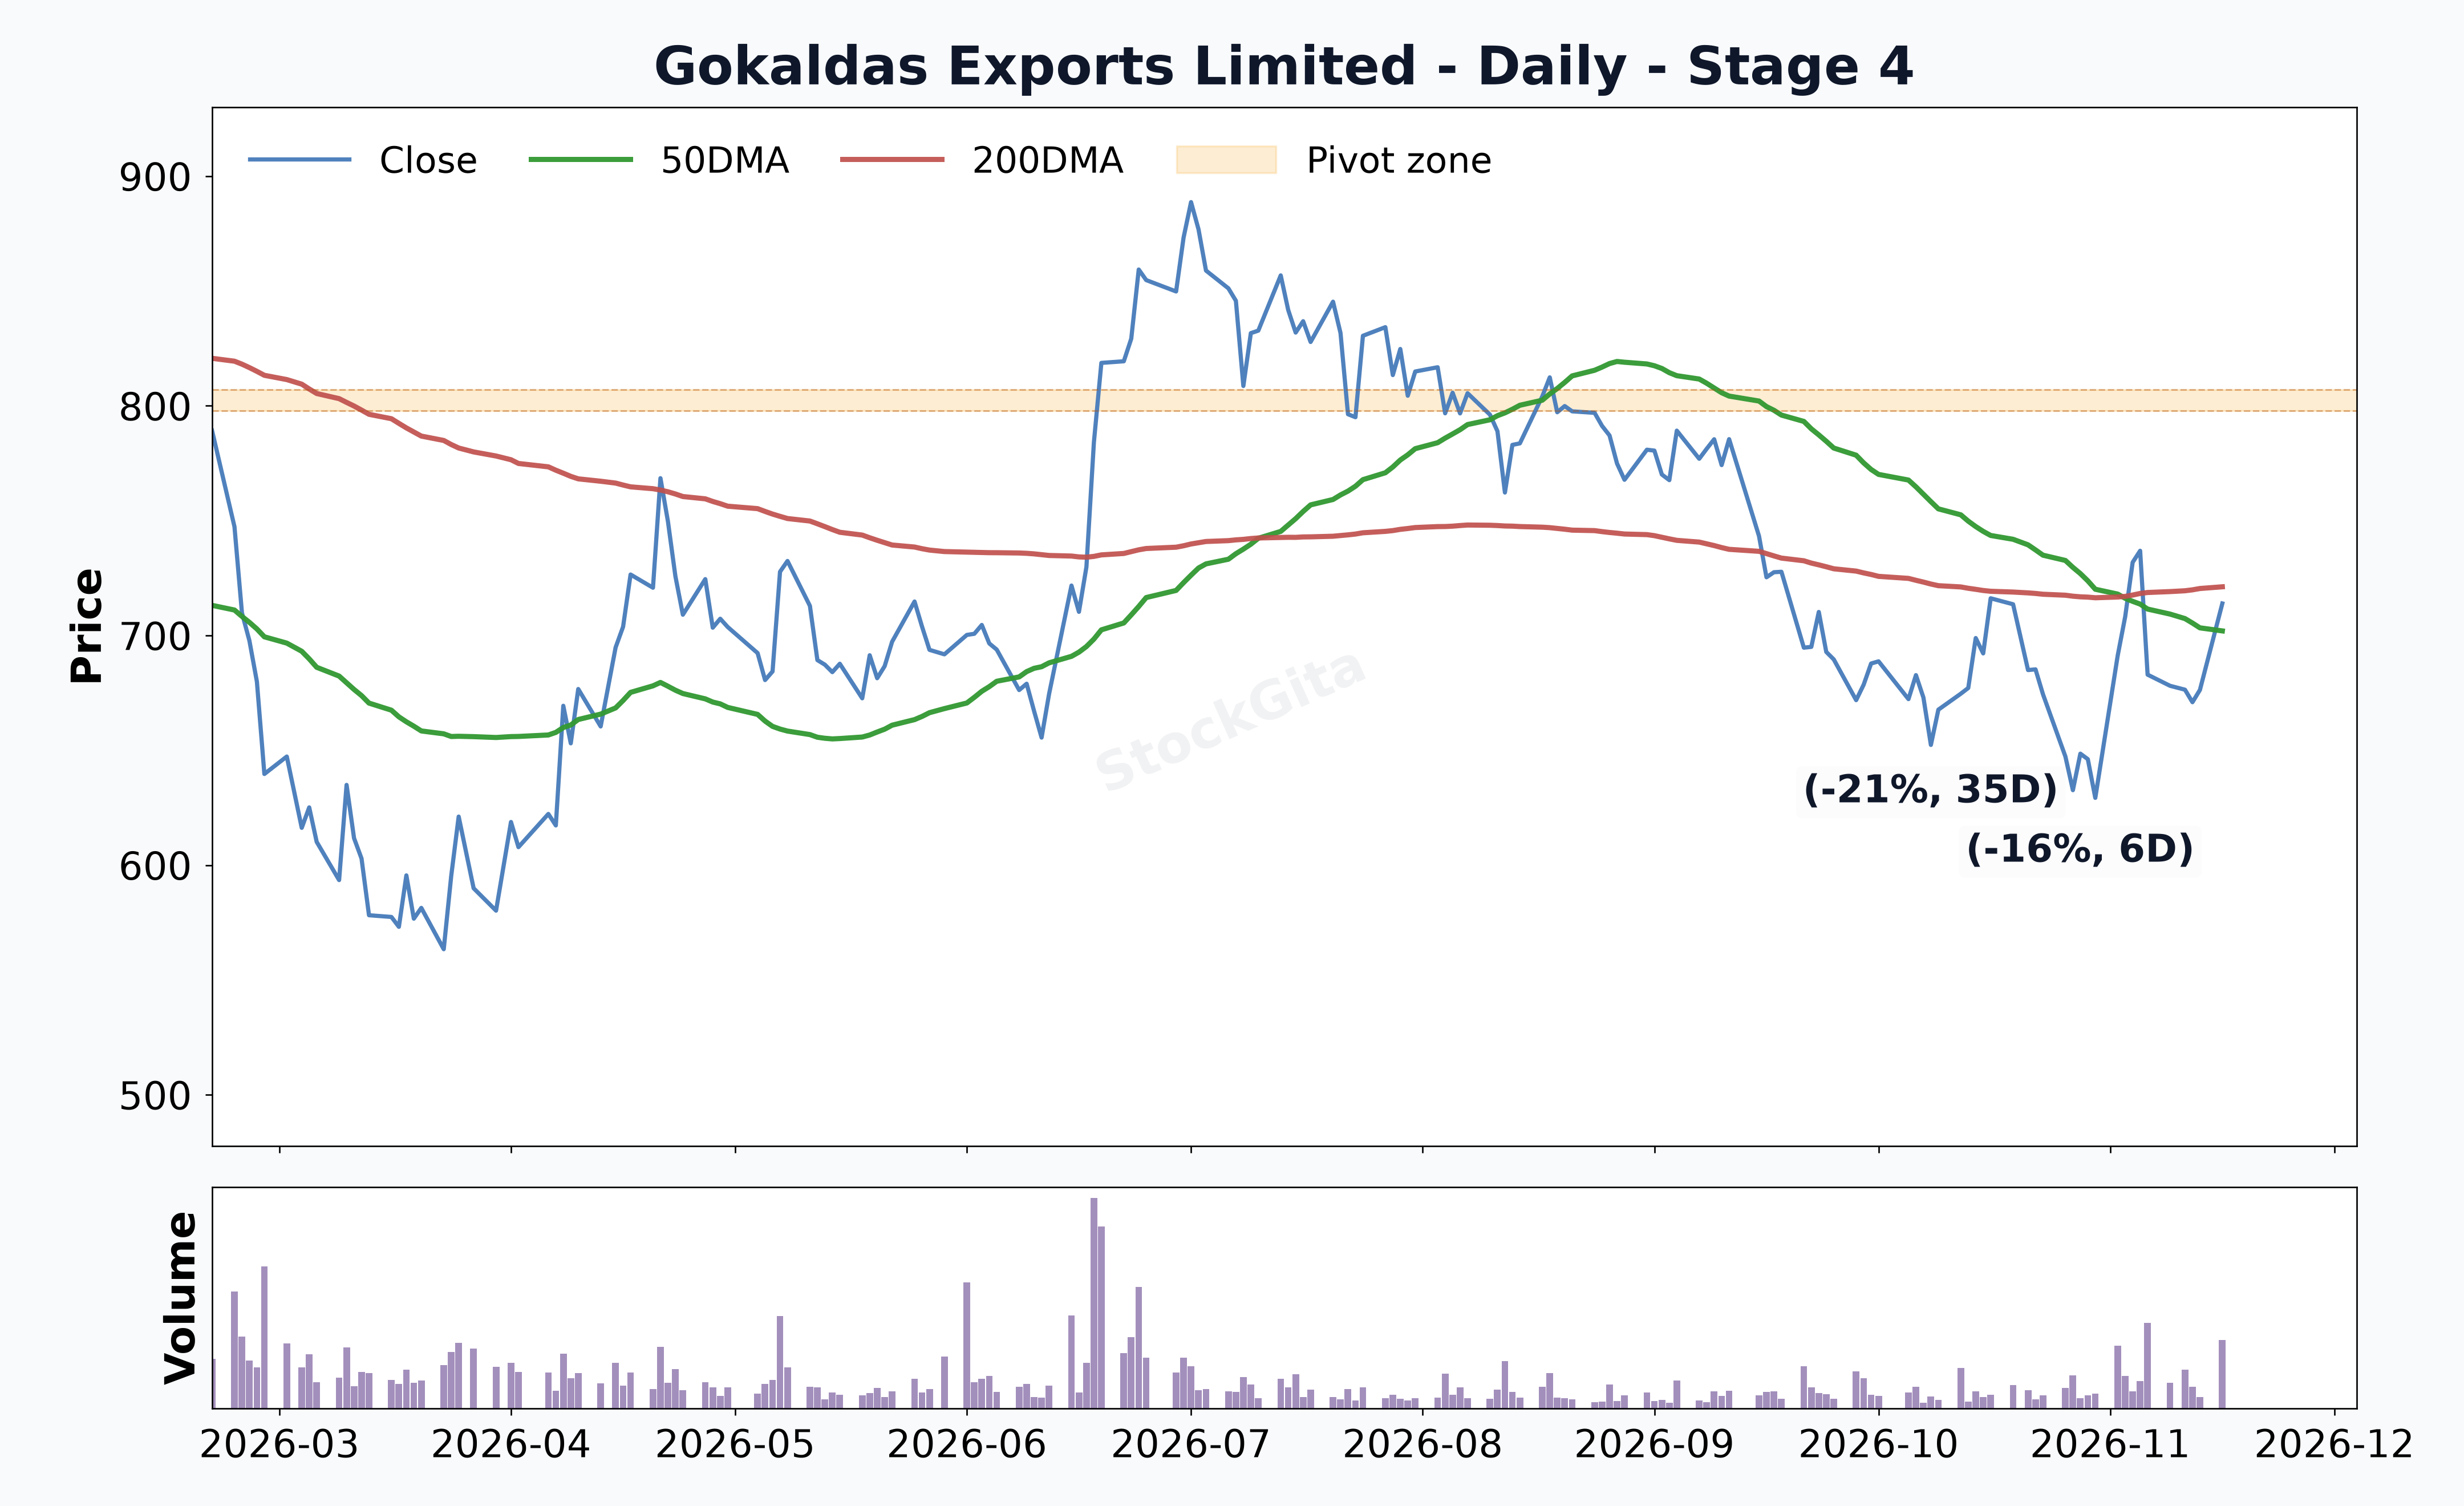 Gokaldas Exports Limited - Daily - Stage 4
Close 50DMA 200DMA Pivot zone
900
800
700
600
500
Price
StockGita
(-21%, 35D)
(-16%, 6D)
Volume
2026-03 2026-04 2026-05 2026-06 2026-07 2026-08 2026-09 2026-10 2026-11 2026-12